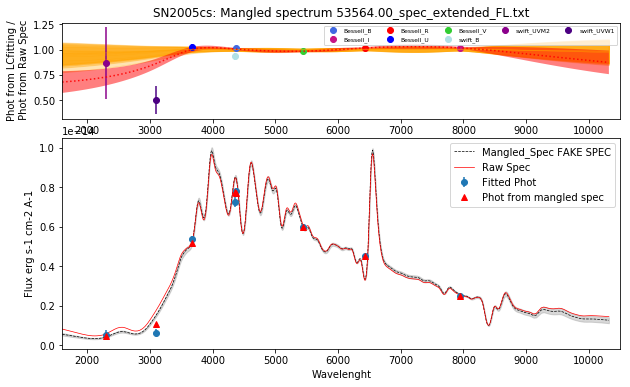 SN2005cs: Mangled spectrum 53564.00_spec_extended_FL.txt
Phot from LCfitting /
Phot from Raw Spec
1.25
1.00
0.75
0.50
Bessell_B
Bessell_I
Bessell_R
Bessell_U
Bessell_V
swift_B
swift_UVM2
swift_UVW1
2000 3000 4000 5000 6000 7000 8000 9000 10000
1e−14
Flux erg s-1 cm-2 A-1
1.0
0.8
0.6
0.4
0.2
0.0
Mangled_Spec FAKE SPEC
Raw Spec
Fitted Phot
Phot from mangled spec
2000 3000 4000 5000 6000 7000 8000 9000 10000
Wavelenght